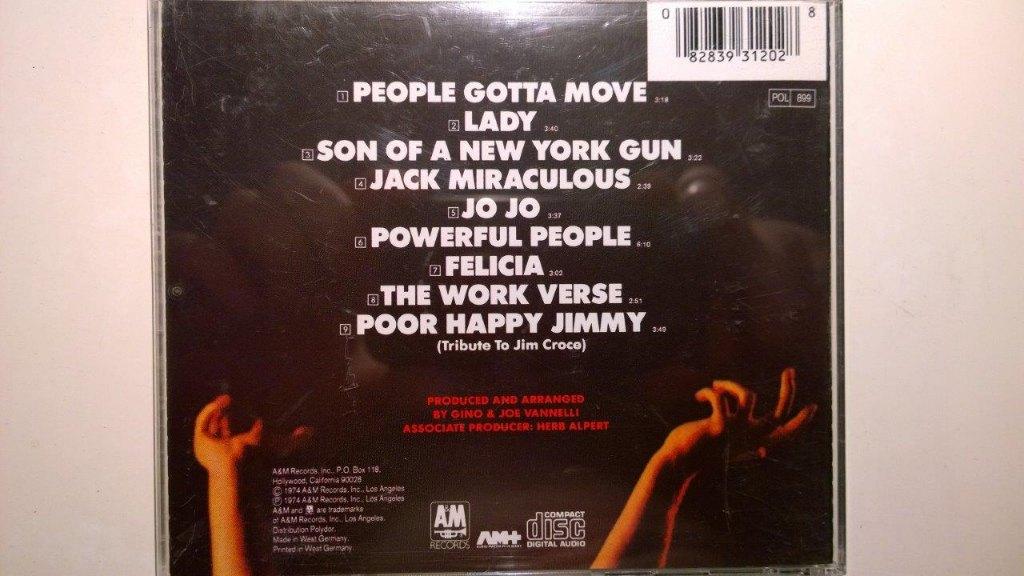 0 8
82839 31202
POL 899
1 PEOPLE GOTTA MOVE 3:18
2 LADY 3:40
3 SON OF A NEW YORK GUN 3:22
4 JACK MIRACULOUS 2:39
5 JO JO 3:37
6 POWERFUL PEOPLE 6:10
7 FELICIA 3:02
8 THE WORK VERSE 2:51
9 POOR HAPPY JIMMY 3:49
(Tribute To Jim Croce)
PRODUCED AND ARRANGED
BY GINO & JOE VANNELLI
ASSOCIATE PRODUCER: HERB ALPERT
A&M Records, Inc., P.O. Box 118,
Hollywood, California 90028
© 1974 A&M Records, Inc., Los Angeles
℗ 1974 A&M Records, Inc., Los Angeles
A&M and are trademarks
of A&M Records, Inc., Los Angeles.
Distribution Polydor.
Made in West Germany.
Printed in West Germany
A&M
RECORDS
AM+
COMPACT
disc
DIGITAL AUDIO